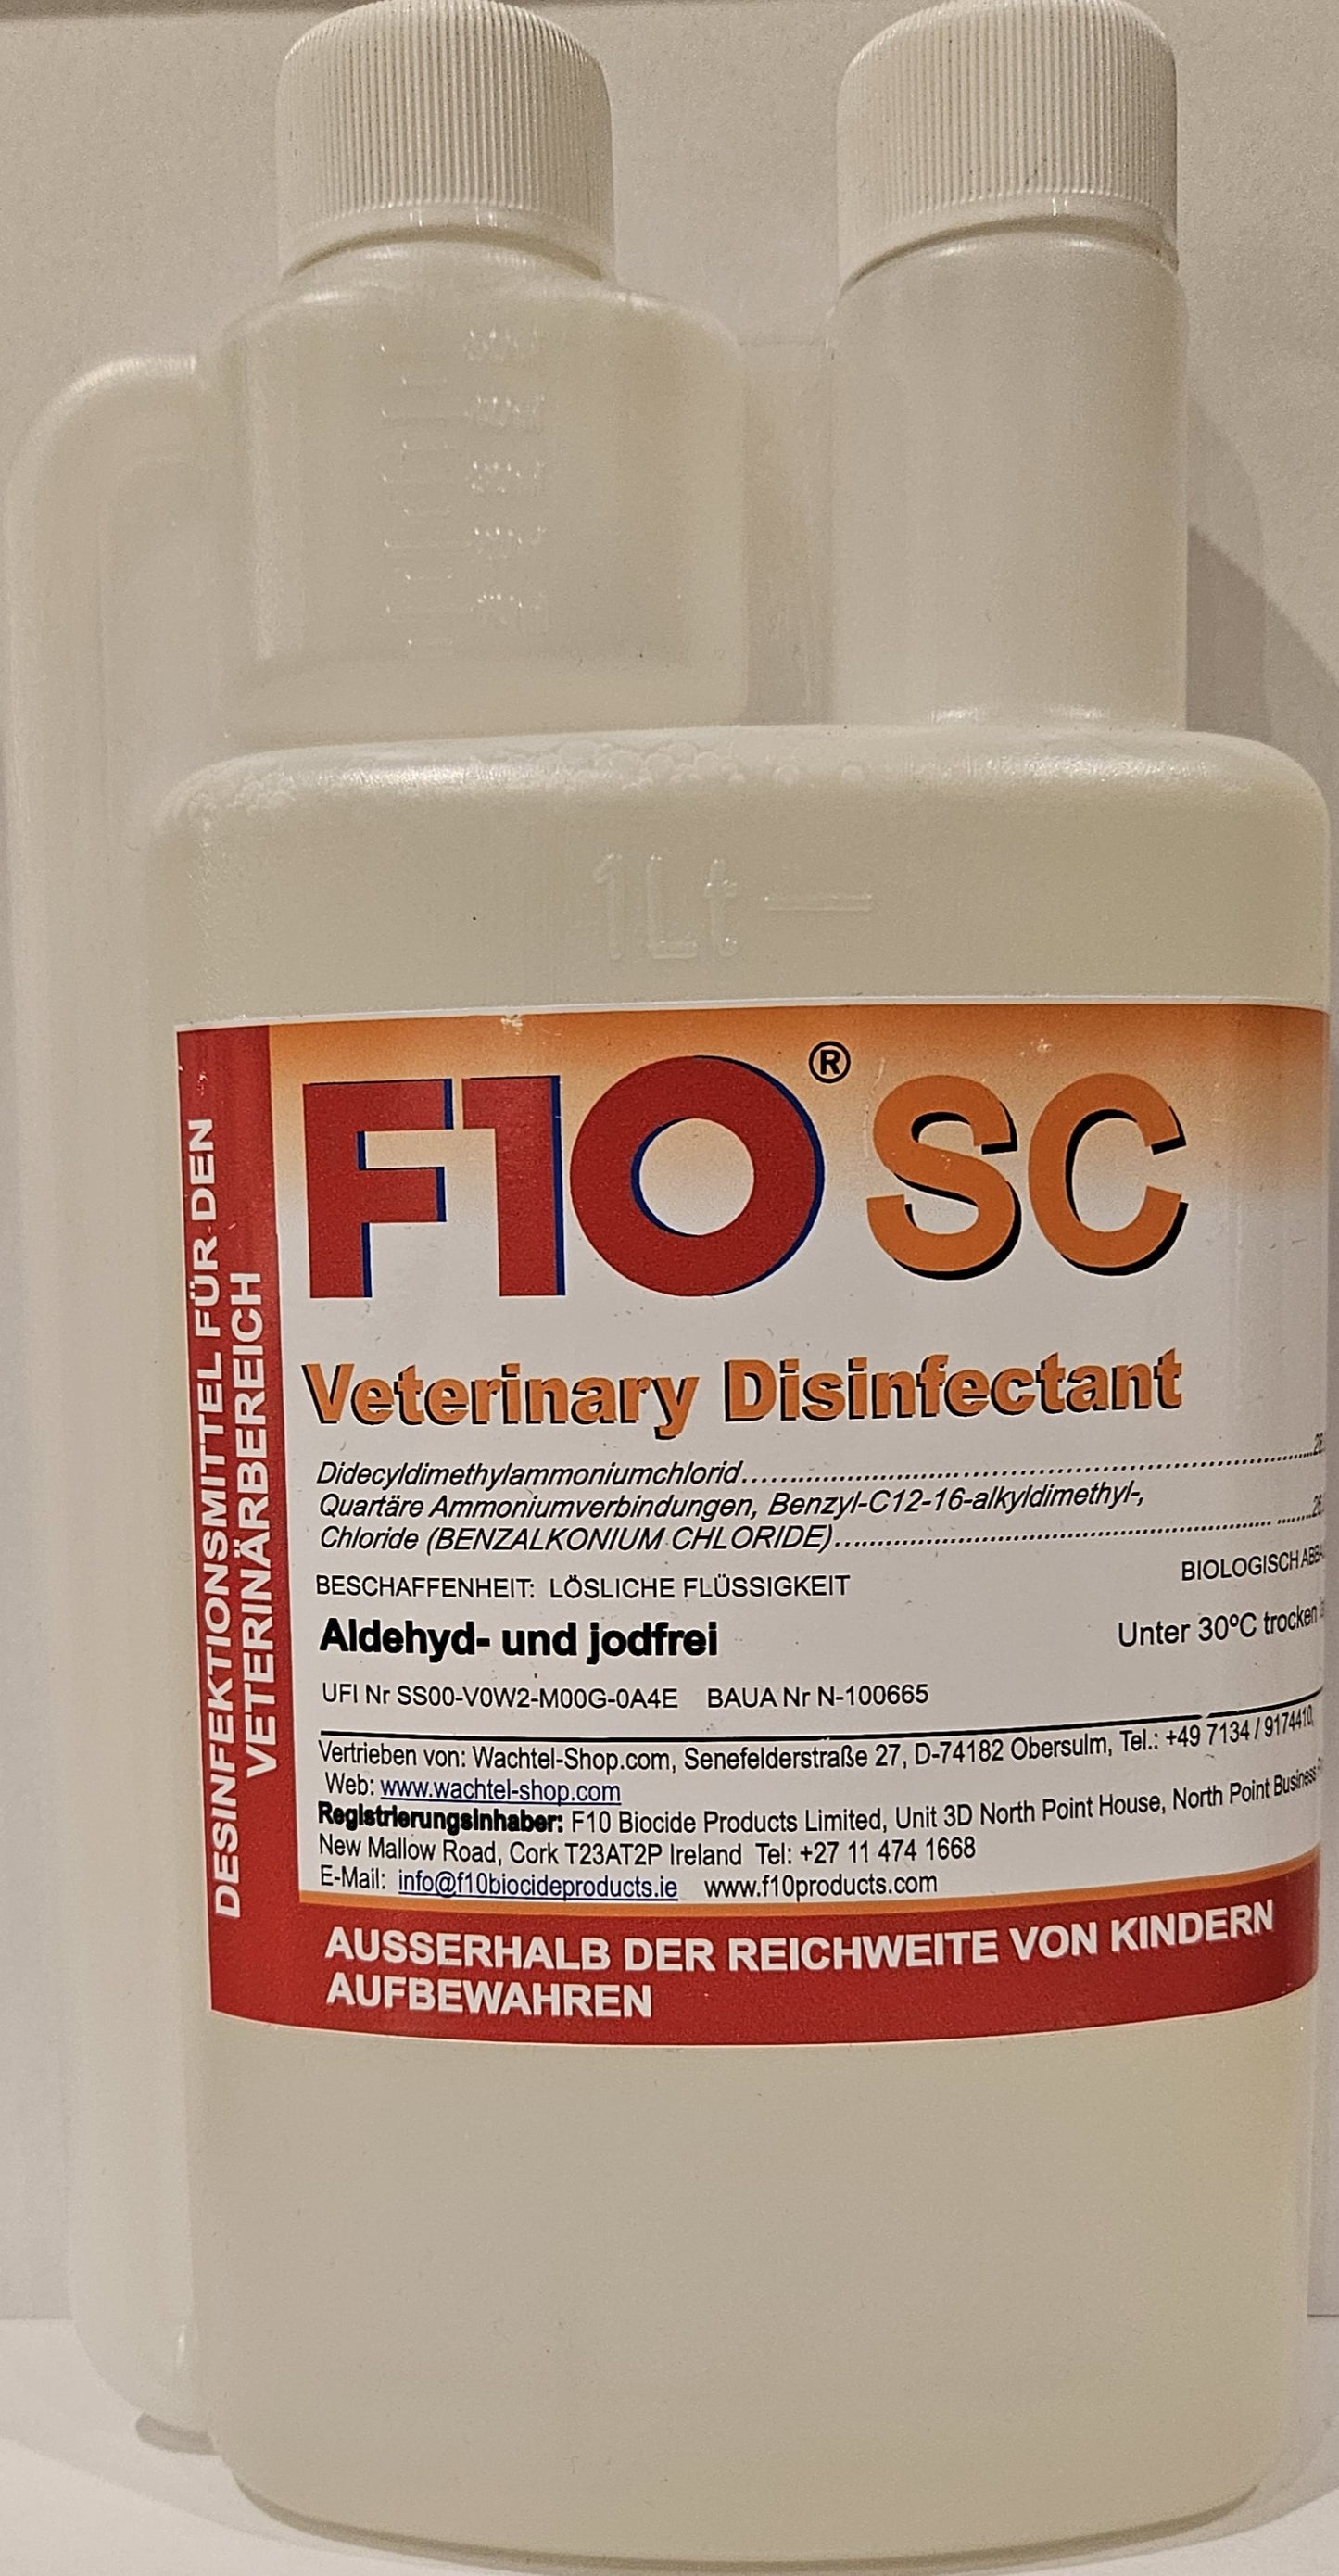 1Lt —
F10® SC
DESINFEKTIONSMITTEL FÜR DEN
VETERINÄRBEREICH
Veterinary Disinfectant
Didecyldimethylammoniumchlorid
Quartäre Ammoniumverbindungen, Benzyl-C12-16-alkyldimethyl-,
Chloride (BENZALKONIUM CHLORIDE)
BESCHAFFENHEIT: LÖSLICHE FLÜSSIGKEIT
BIOLOGISCH
Aldehyd- und jodfrei
Unter 30°C trocken
UFI Nr SS00-V0W2-M00G-0A4E BAUA Nr N-100665
Vertrieben von: Wachtel-Shop.com, Senefelderstraße 27, D-74182 Obersulm, Tel.: +49 7134 / 9174410,
Web: www.wachtel-shop.com
Registrierungsinhaber: F10 Biocide Products Limited, Unit 3D North Point House, North Point Business
New Mallow Road, Cork T23AT2P Ireland Tel: +27 11 474 1668
E-Mail: info@f10biocideproducts.ie www.f10products.com
AUSSERHALB DER REICHWEITE VON KINDERN
AUFBEWAHREN